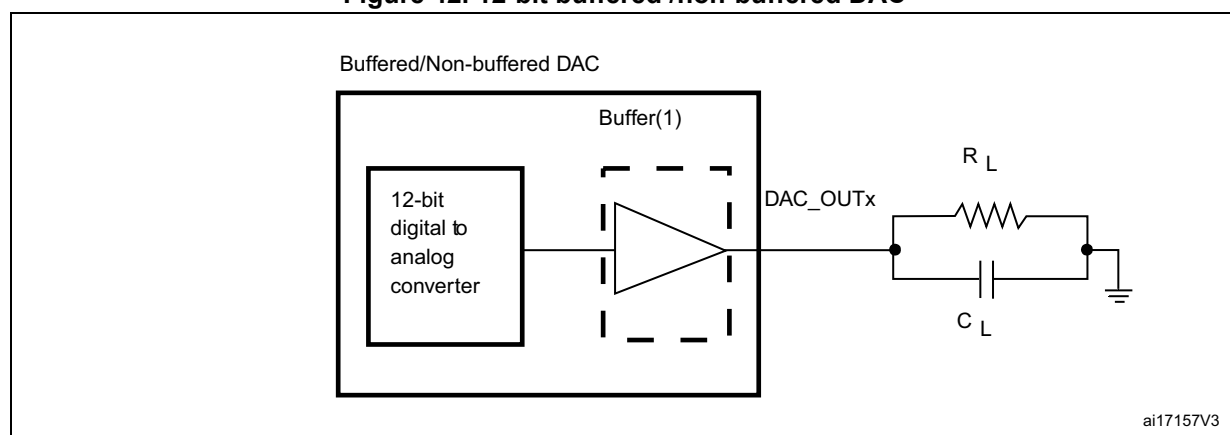 Figure 42. 12-bit buffered /non-buffered DAC
Buffered/Non-buffered DAC
Buffer(1)
12-bit
digital to
analog
converter
DAC_OUTx
R L
C L
ai17157V3